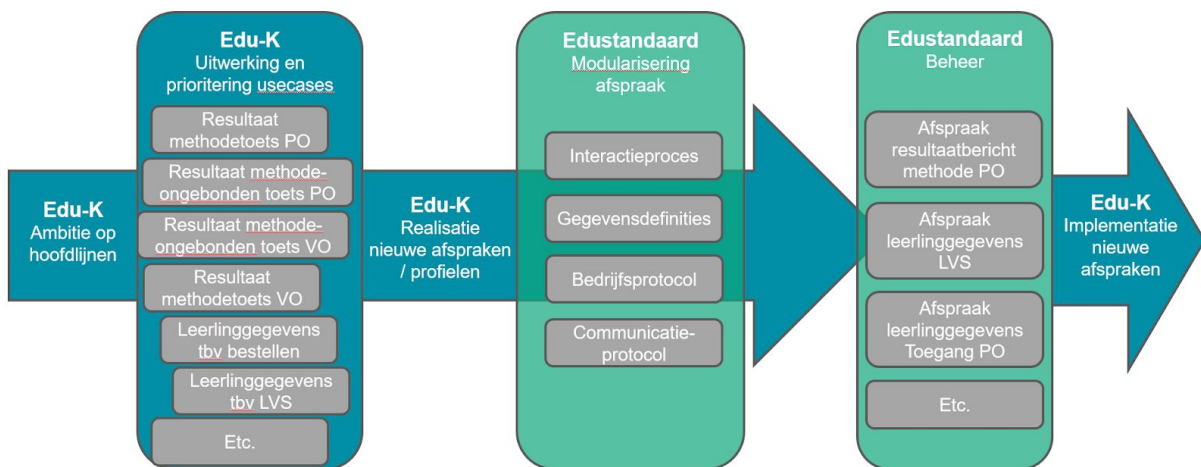 Edu-K
Ambitie op
hoofdlijnen
Edu-K
Uitwerking en
prioritering usecases
Resultaat
methodetoets PO
Resultaat methode-
ongebonden toets PO
Resultaat methode-
ongebonden toets VO
Resultaat
methodetoets VO
Leerlinggegevens
tbv bestellen
Leerlinggegevens
tbv LVS
Etc.
Edu-K
Realisatie
nieuwe afspraken
/ profielen
Edustandaard
Modularisering
afspraak
Interactieproces
Gegevensdefinities
Bedrijfsprotocol
Communicatie-
protocol
Edustandaard
Beheer
Afspraak
resultaatbericht
methode PO
Afspraak
leerlinggegevens
LVS
Afspraak
leerlinggegevens
Toegang PO
Etc.
Edu-K
Implementatie
nieuwe
afspraken